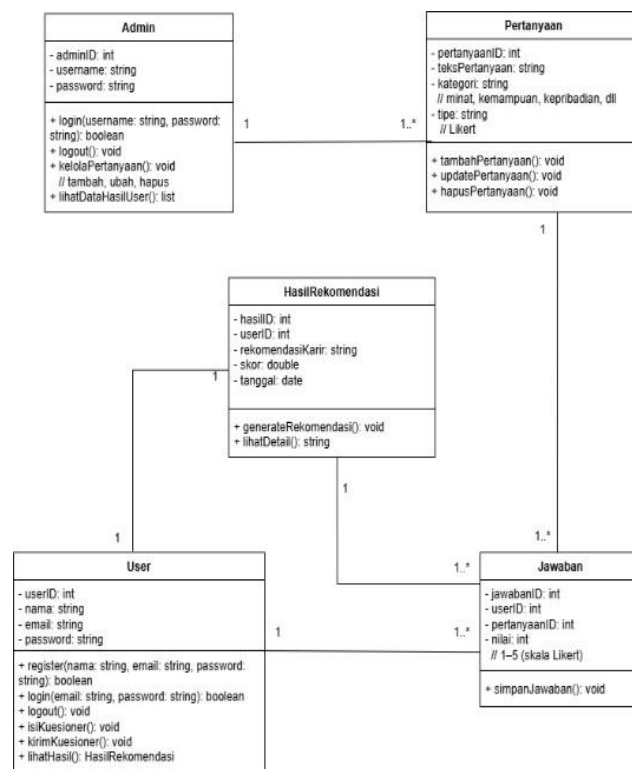 Admin
- adminID: int
- username: string
- password: string
+ login(username: string, password:
string): boolean
+ logout(): void
+ kelolaPertanyaan(): void
// tambah, ubah, hapus
+ lihatDataHasilUser(): list
1
1..*
Pertanyaan
- pertanyaanID: int
- teksPertanyaan: string
- kategori: string
// minat, kemampuan, kepribadian, dll
- tipe: string
// Likert
+ tambahPertanyaan(): void
+ updatePertanyaan(): void
+ hapusPertanyaan(): void
1
HasilRekomendasi
- hasilID: int
- userID: int
- rekomendasiKarir: string
- skor: double
- tanggal: date
+ generateRekomendasi(): void
+ lihatDetail(): string
1
1
1
1..*
1..*
User
- userID: int
- nama: string
- email: string
- password: string
+ register(nama: string, email: string, password:
string): boolean
+ login(email: string, password: string): boolean
+ logout(): void
+ isiKuesioner(): void
+ kirimKuesioner(): void
+ lihatHasil(): HasilRekomendasi
1
1..*
Jawaban
- jawabanID: int
- userID: int
- pertanyaanID: int
- nilai: int
// 1–5 (skala Likert)
+ simpanJawaban(): void